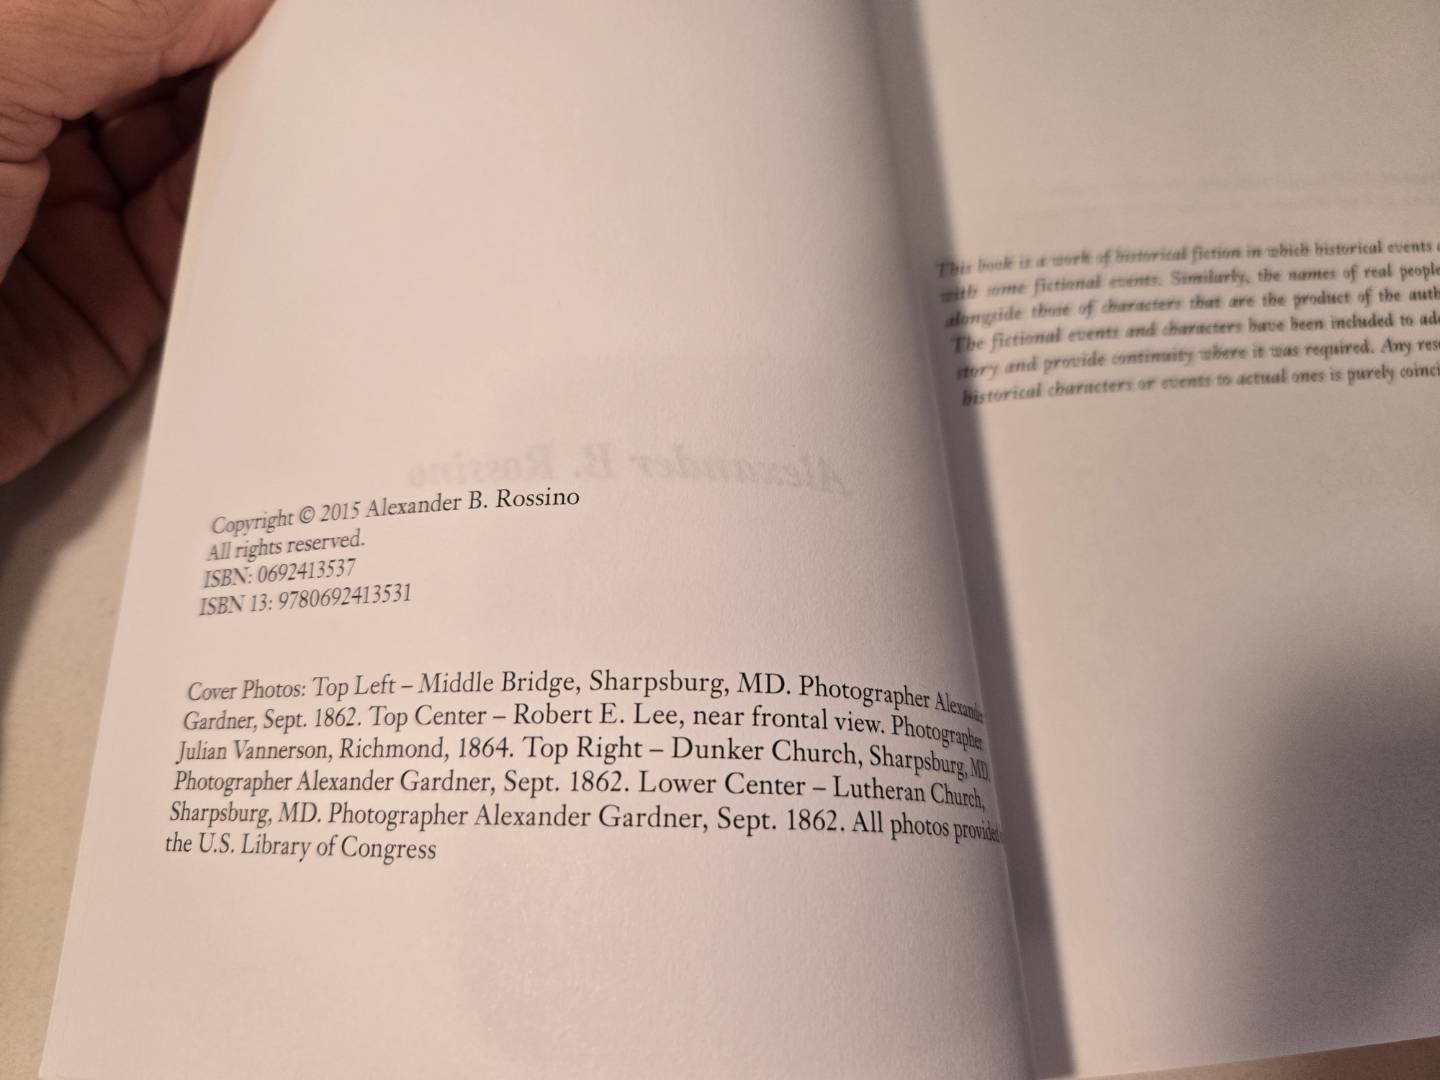 Alexander B. Rossino
Copyright © 2015 Alexander B. Rossino
All rights reserved.
ISBN: 0692413537
ISBN 13: 9780692413531
Cover Photos: Top Left – Middle Bridge, Sharpsburg, MD. Photographer Alexander
Gardner, Sept. 1862. Top Center – Robert E. Lee, near frontal view. Photographer
Julian Vannerson, Richmond, 1864. Top Right – Dunker Church, Sharpsburg, MD.
Photographer Alexander Gardner, Sept. 1862. Lower Center – Lutheran Church,
Sharpsburg, MD. Photographer Alexander Gardner, Sept. 1862. All photos provided
the U.S. Library of Congress
This book is a work of historical fiction in which historical events
with some fictional events. Similarly, the names of real people
alongside those of characters that are the product of the
The fictional events and characters have been included to
story and provide continuity where it was required. Any
historical characters or events to actual ones is purely